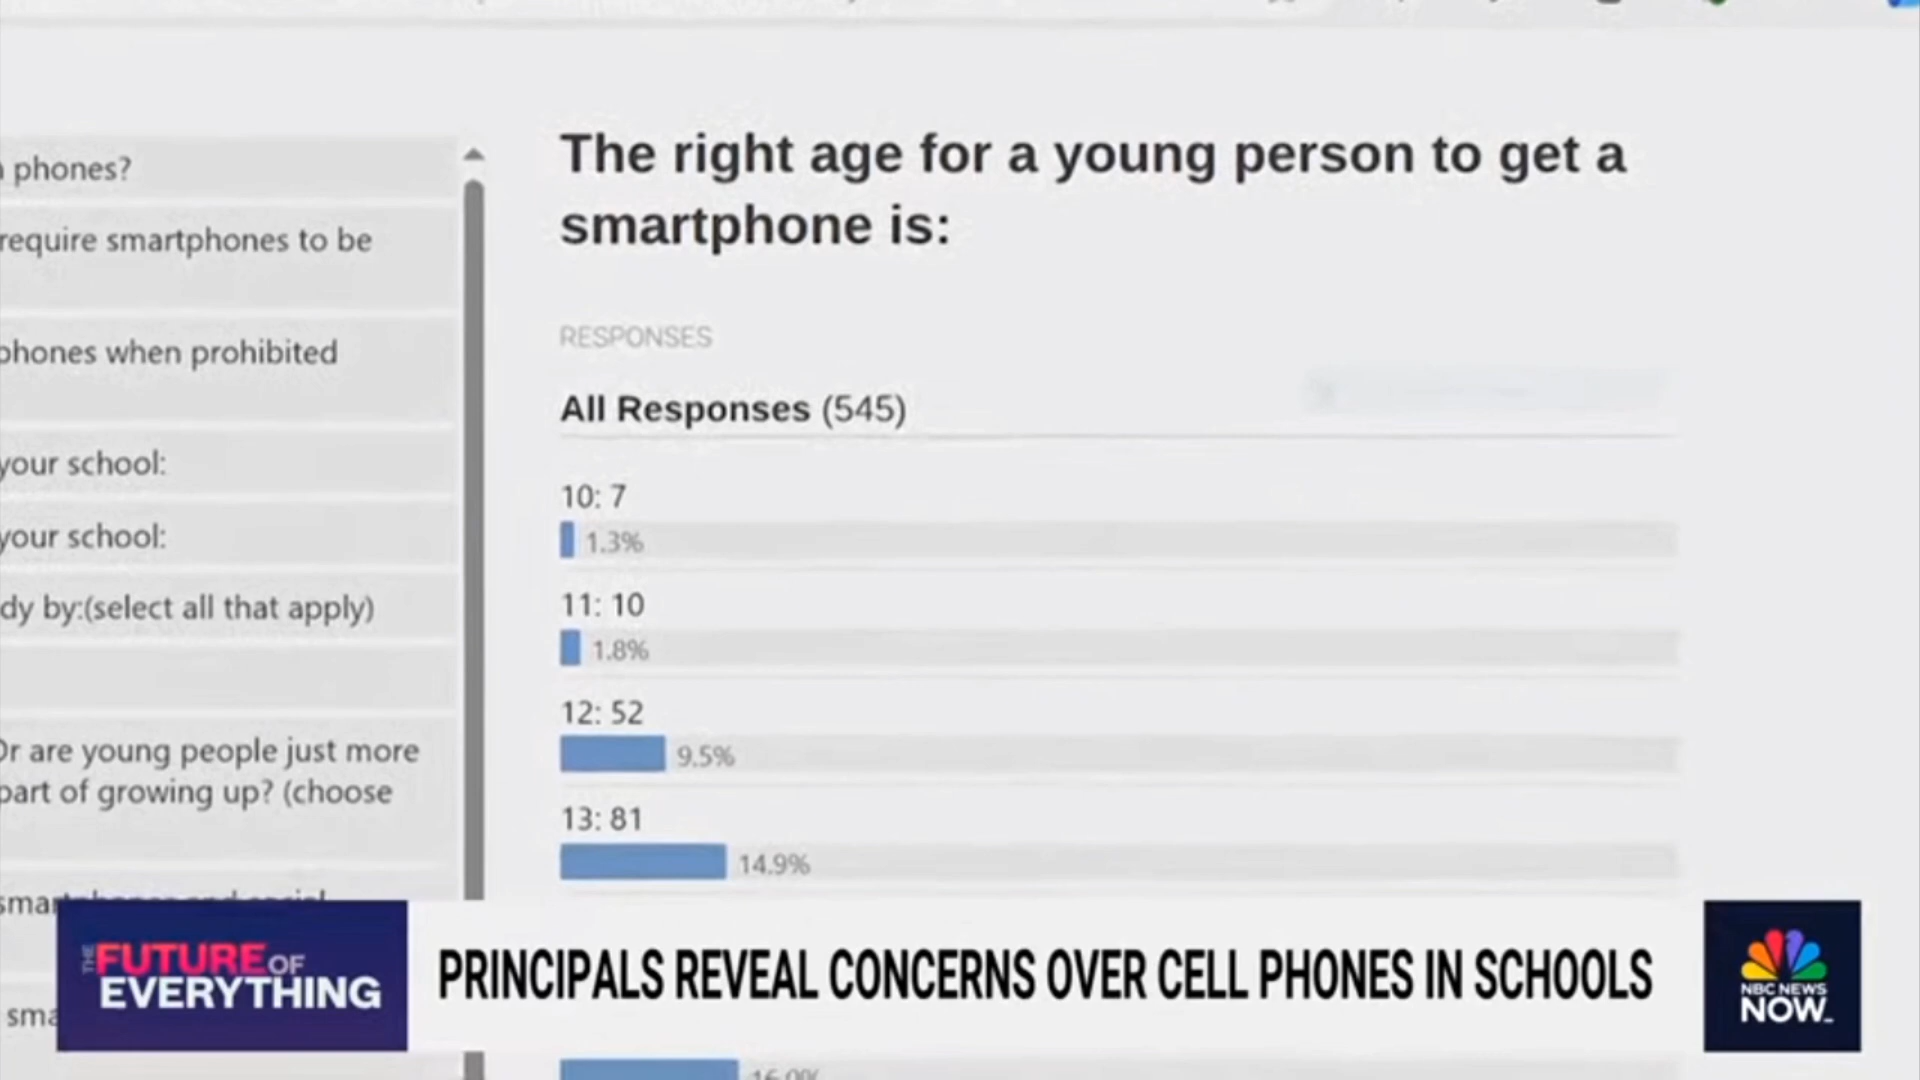 phones?
require smartphones to be
phones when prohibited
your school:
your school:
dy by:(select all that apply)
Or are young people just more
part of growing up? (choose
The right age for a young person to get a
smartphone is:
RESPONSES
All Responses (545)
10: 7
1.3%
11: 10
1.8%
12: 52
9.5%
13: 81
14.9%
16.0%
THE FUTURE OF
EVERYTHING
PRINCIPALS REVEAL CONCERNS OVER CELL PHONES IN SCHOOLS
NBC NEWS
NOW